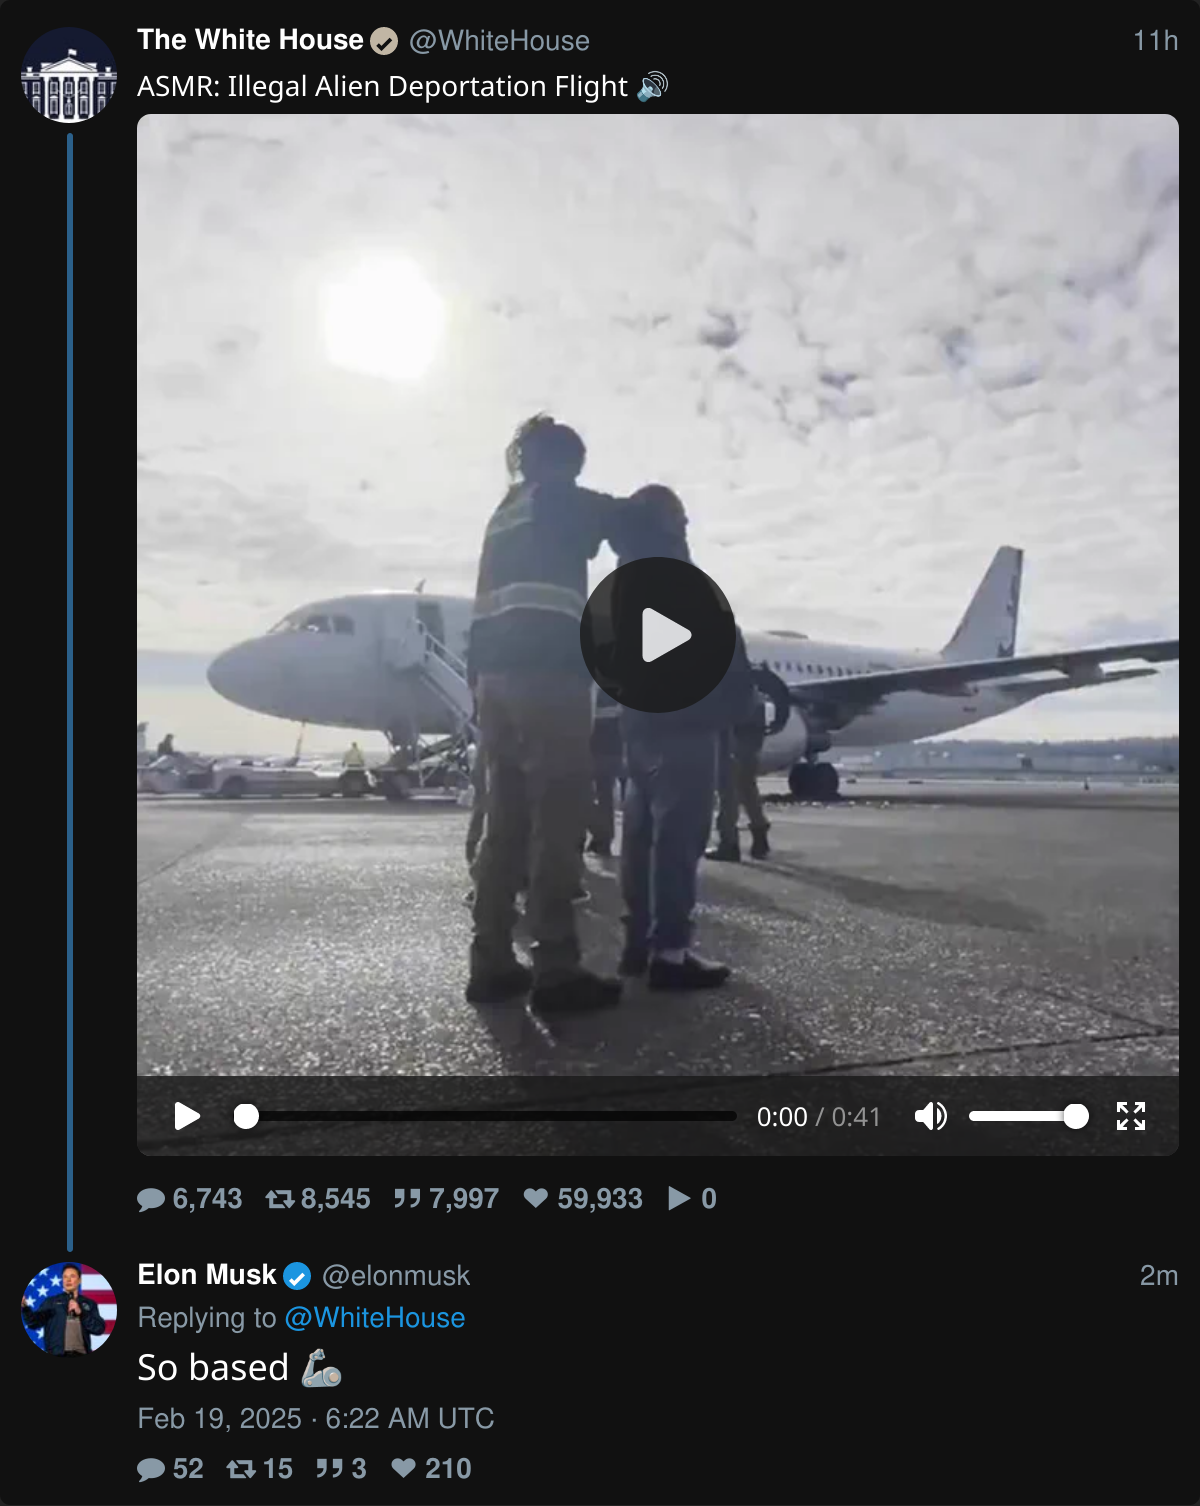 The White House @WhiteHouse 11h
ASMR: Illegal Alien Deportation Flight 🔊
0:00 / 0:41
6,743 8,545 7,997 59,933 0
Elon Musk @elonmusk 2m
Replying to @WhiteHouse
So based 🦾
Feb 19, 2025 · 6:22 AM UTC
52 15 3 210